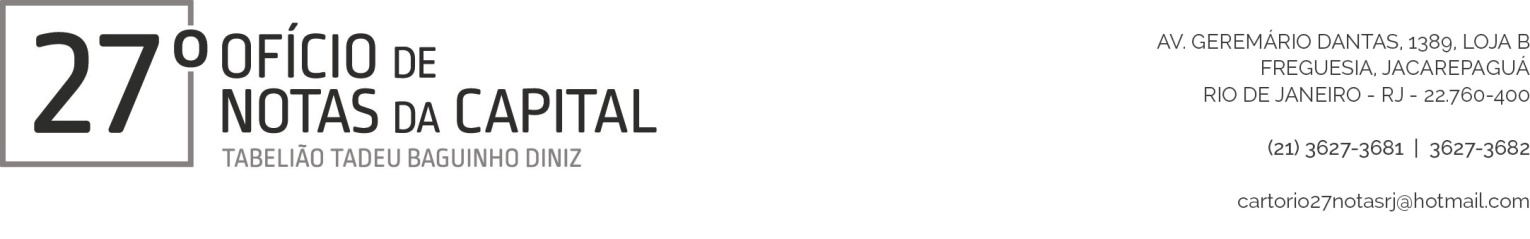 27º OFÍCIO DE
NOTAS DA CAPITAL
TABELIÃO TADEU BAGUINHO DINIZ
AV. GEREMÁRIO DANTAS, 1389, LOJA B
FREGUESIA, JACAREPAGUÁ
RIO DE JANEIRO - RJ - 22.760-400
(21) 3627-3681 | 3627-3682
cartorio27notasrj@hotmail.com